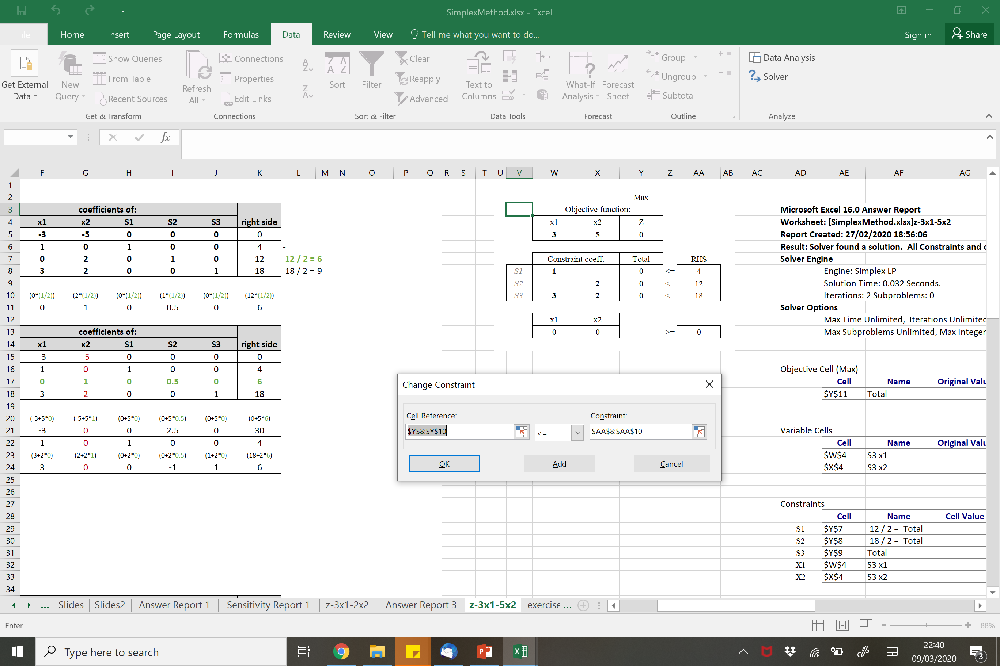 SimplexMethod.xlsx - Excel
File Home Insert Page Layout Formulas Data Review View Tell me what you want to do... Sign in Share
Get External Data
New Query
Show Queries
From Table
Recent Sources
Get & Transform
Refresh All
Connections
Properties
Edit Links
Connections
Sort
Filter
Clear
Reapply
Advanced
Sort & Filter
Text to Columns
Data Tools
What-If Analysis
Forecast Sheet
Forecast
Group
Ungroup
Subtotal
Outline
Data Analysis
Solver
Analyze
fx
F G H I J K L M N O P Q R S T U V W X Y Z AA AB AC AD AE AF AG
1
2 Max
3 coefficients of: Objective function: Microsoft Excel 16.0 Answer Report
4 x1 x2 S1 S2 S3 right side x1 x2 Z Worksheet: [SimplexMethod.xlsx]z-3x1-5x2
5 -3 -5 0 0 0 0 3 5 0 Report Created: 27/02/2020 18:56:06
6 1 0 1 0 0 4 - Result: Solver found a solution. All Constraints and
7 0 2 0 1 0 12 12 / 2 = 6 Constraint coeff. Total RHS Solver Engine
8 3 2 0 0 1 18 18 / 2 = 9 S1 1 0 <= 4 Engine: Simplex LP
9 S2 2 0 <= 12 Solution Time: 0.032 Seconds.
10 (0*(1/2)) (2*(1/2)) (0*(1/2)) (1*(1/2)) (0*(1/2)) (12*(1/2)) S3 3 2 0 <= 18 Iterations: 2 Subproblems: 0
11 0 1 0 0.5 0 6 Solver Options
12 x1 x2 Max Time Unlimited, Iterations Unlimited
13 coefficients of: 0 0 >= 0 Max Subproblems Unlimited, Max Integer
14 x1 x2 S1 S2 S3 right side
15 -3 -5 0 0 0 0
16 1 0 1 0 0 4 Objective Cell (Max)
17 0 1 0 0.5 0 6 Cell Name Original Valu
18 3 2 0 0 1 18 $Y$11 Total
19
20 (-3+5*0) (-5+5*1) (0+5*0) (0+5*0.5) (0+5*0) (0+5*6)
21 -3 0 0 2.5 0 30 Variable Cells
22 1 0 1 0 0 4 Cell Name Original Valu
23 (3+2*0) (2+2*1) (0+2*0) (0+2*0.5) (1+2*0) (18+2*6) $W$4 S3 x1
24 3 0 0 -1 1 6 $X$4 S3 x2
25
26
27 Constraints
28 Cell Name Cell Value
29 S1 $Y$7 12 / 2 = Total
30 S2 $Y$8 18 / 2 = Total
31 S3 $Y$9 Total
32 X1 $W$4 S3 x1
33 X2 $X$4 S3 x2
34
Change Constraint
Cell Reference: Constraint:
$Y$8:$Y$10 <= $AA$8:$AA$10
OK Add Cancel
... Slides Slides2 Answer Report 1 Sensitivity Report 1 z-3x1-2x2 Answer Report 3 z-3x1-5x2 exercise ...
Enter 88%
Type here to search
22:40
09/03/2020
3